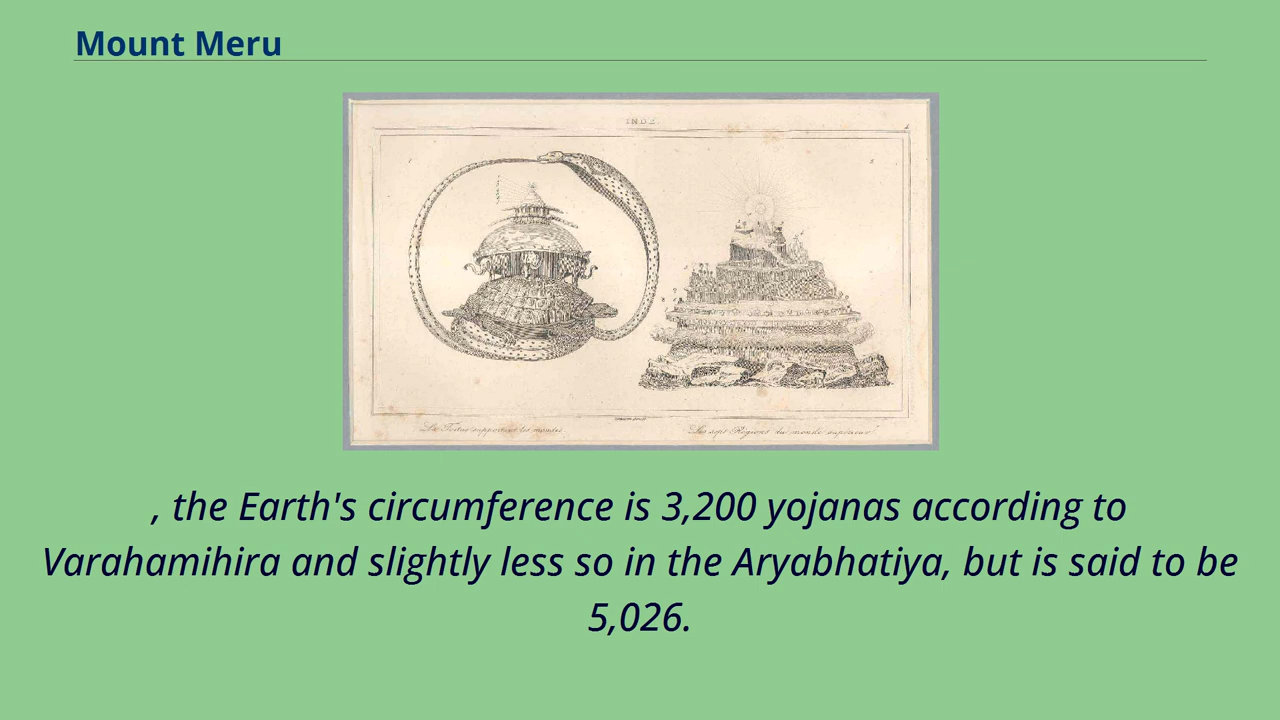 Mount Meru
INDE.
, the Earth's circumference is 3,200 yojanas according to
Varahamihira and slightly less so in the Aryabhatiya, but is said to be
5,026.